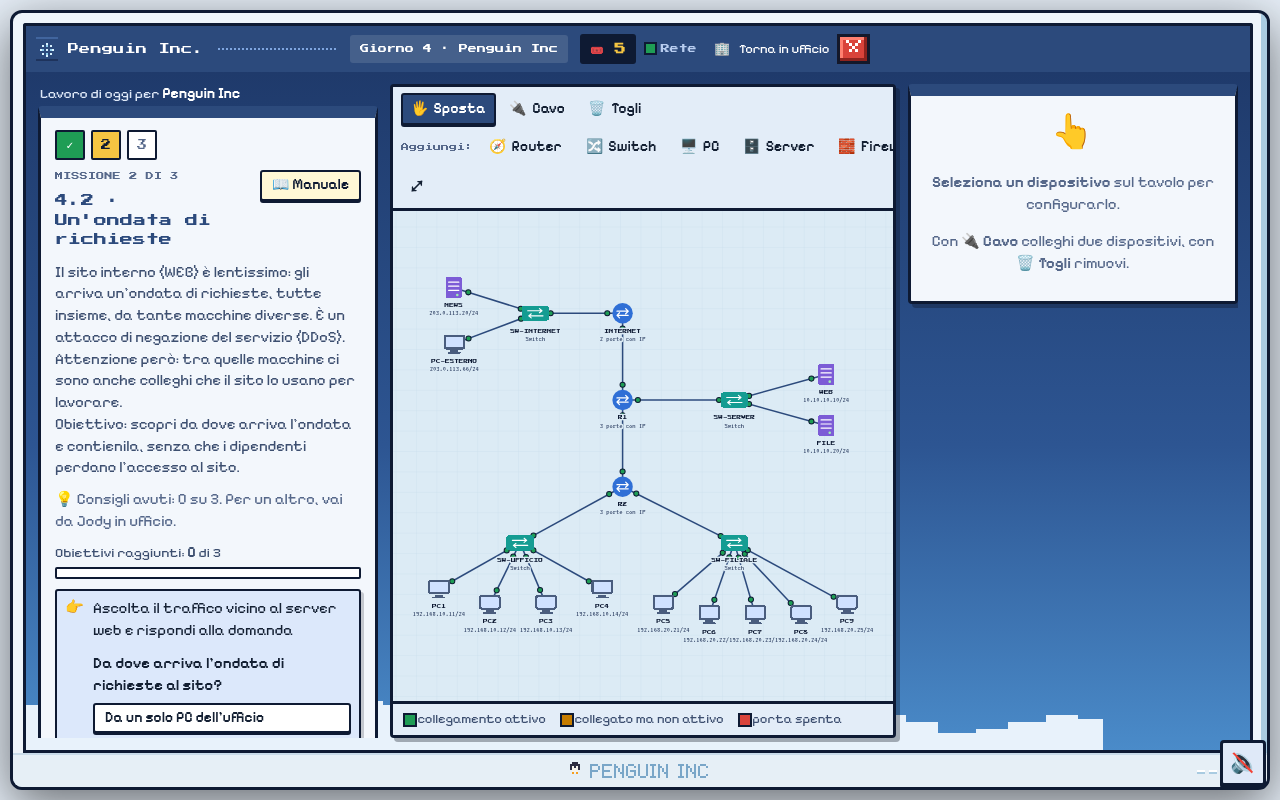 Penguin Inc.
Giorno 4 · Penguin Inc
5
Rete
Torna in ufficio
Lavoro di oggi per Penguin Inc
✓
2
3
MISSIONE 2 DI 3
4.2 ·
Un'ondata di
richieste
Manuale
Il sito interno (WEB) è lentissimo: gli
arriva un'ondata di richieste, tutte
insieme, da tante macchine diverse. È un
attacco di negazione del servizio (DDoS).
Attenzione però: tra quelle macchine ci
sono anche colleghi che il sito lo usano per
lavorare.
Obiettivo: scopri da dove arriva l'ondata
e contienila, senza che i dipendenti
perdano l'accesso al sito.
Consigli avuti: 0 su 3. Per un altro, vai
da Jody in ufficio.
Obiettivi raggiunti: 0 di 3
Ascolta il traffico vicino al server
web e rispondi alla domanda
Da dove arriva l'ondata di
richieste al sito?
Da un solo PC dell'ufficio
Sposta
Cavo
Togli
Aggiungi:
Router
Switch
PC
Server
Firew
NEWS
203.0.113.20/24
SW-INTERNET
Switch
INTERNET
2 porte con IP
PC-ESTERNO
203.0.113.66/24
R1
3 porte con IP
SW-SERVER
Switch
WEB
10.10.10.10/24
FILE
10.10.10.20/24
R2
3 porte con IP
SW-UFFICIO
Switch
SW-FILIALE
Switch
PC1
192.168.10.11/24
PC2
192.168.10.12/24
PC3
192.168.10.13/24
PC4
192.168.10.14/24
PC5
192.168.20.21/24
PC6
192.168.20.22/24
PC7
192.168.20.23/24
PC8
192.168.20.24/24
PC9
192.168.20.25/24
collegamento attivo
collegato ma non attivo
porta spenta
Seleziona un dispositivo sul tavolo per
configurarlo.
Con Cavo colleghi due dispositivi, con
Togli rimuovi.
PENGUIN INC